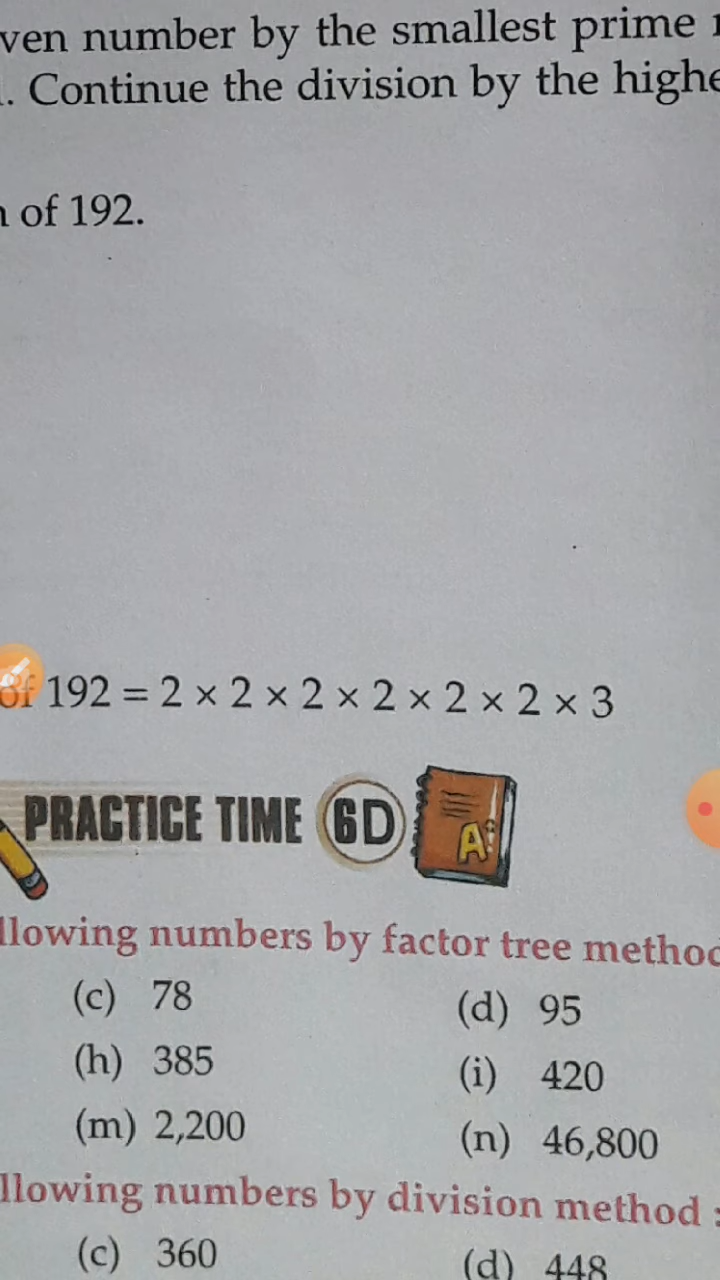 ven number by the smallest prime
. Continue the division by the highe
of 192.
of 192 = 2 × 2 × 2 × 2 × 2 × 2 × 3
PRACTICE TIME 6D
A
llowing numbers by factor tree method
(c) 78 (d) 95
(h) 385 (i) 420
(m) 2,200 (n) 46,800
llowing numbers by division method :
(c) 360 (d) 448